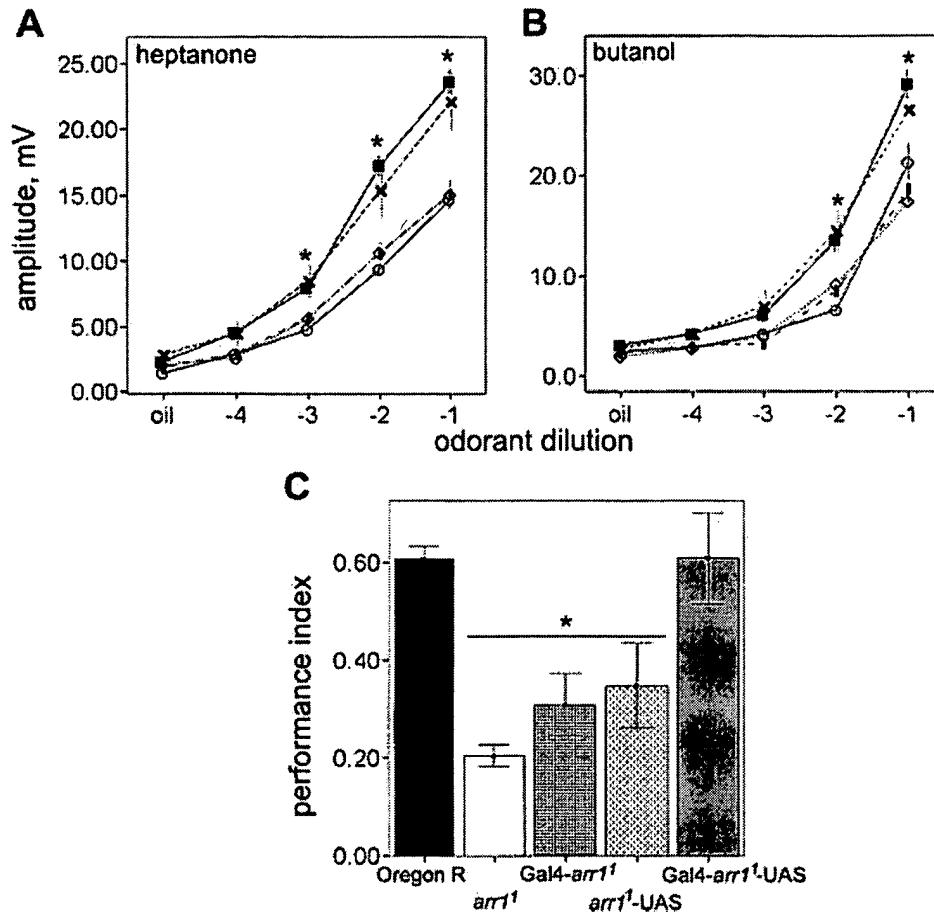 A
heptanone
*
*
*
25.00
20.00
15.00
10.00
5.00
0.00
amplitude, mV
oil
-4
-3
-2
-1
B
butanol
*
*
30.0
20.0
10.0
0.0
oil
-4
-3
-2
-1
odorant dilution
C
*
0.60
0.40
0.20
0.00
performance index
Oregon R
arr1¹
Gal4-arr1¹
arr1¹-UAS
Gal4-arr1¹-UAS